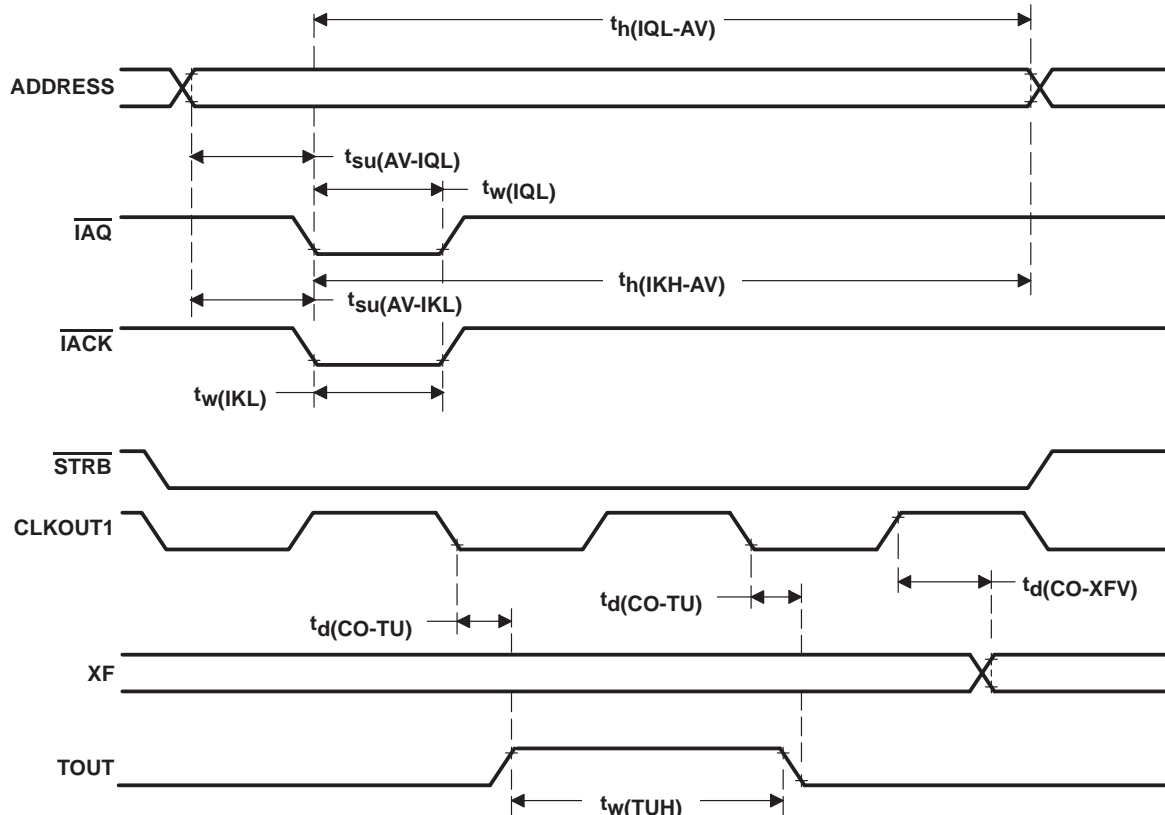 th(IQL-AV)
ADDRESS
tsu(AV-IQL)
tw(IQL)
IAQ
th(IKH-AV)
tsu(AV-IKL)
IACK
tw(IKL)
STRB
CLKOUT1
td(CO-TU)
td(CO-XFV)
td(CO-TU)
XF
TOUT
tw(TUH)